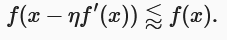 f(x − ηf′(x)) ⪅ f(x).